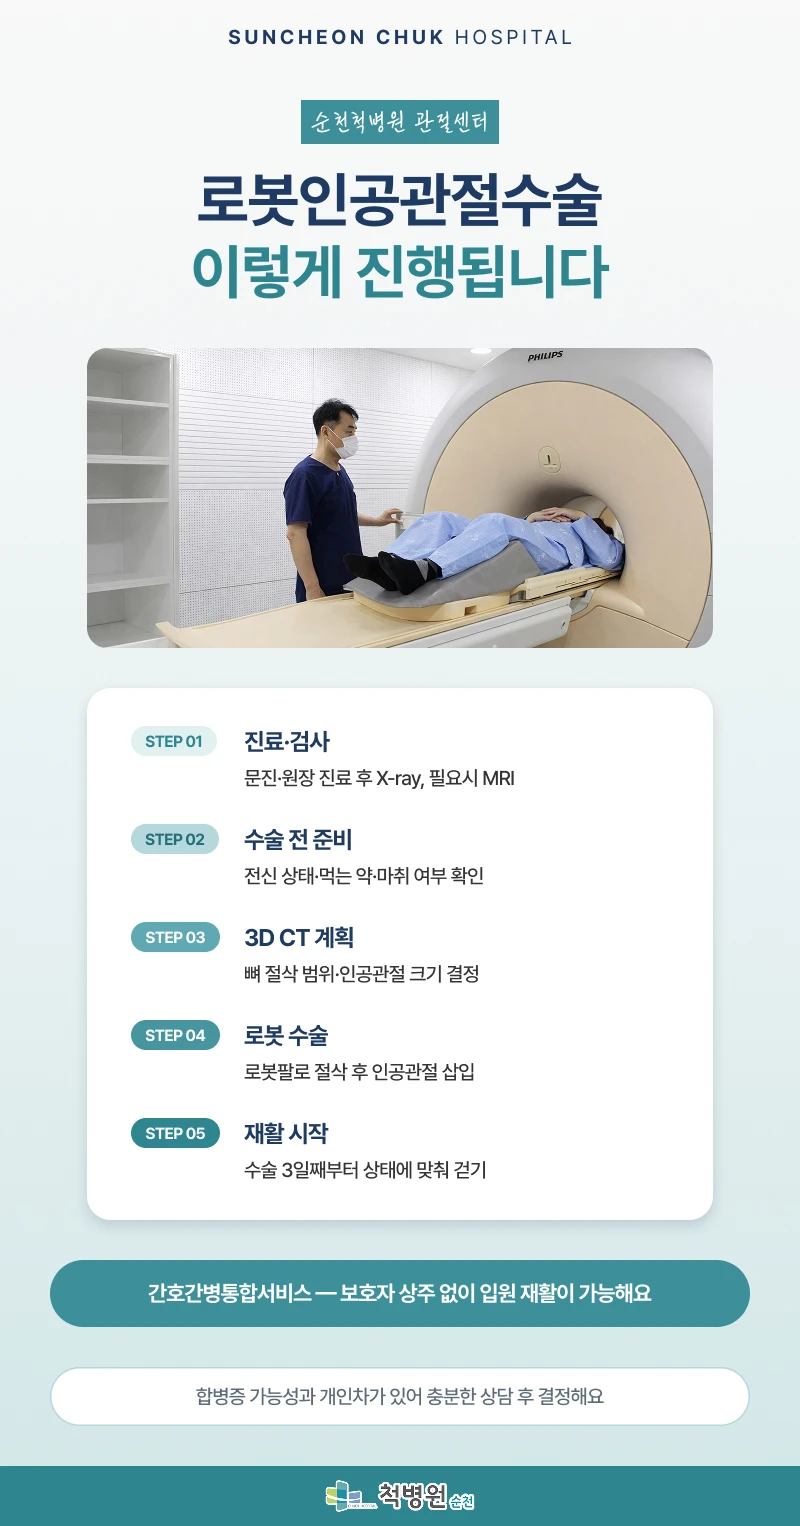 SUNCHEON CHUK HOSPITAL
순천척병원 관절센터
로봇인공관절수술
이렇게 진행됩니다
PHILIPS
STEP 01
진료·검사
문진·원장 진료 후 X-ray, 필요시 MRI
STEP 02
수술 전 준비
전신 상태·먹는 약·마취 여부 확인
STEP 03
3D CT 계획
뼈 절삭 범위·인공관절 크기 결정
STEP 04
로봇 수술
로봇팔로 절삭 후 인공관절 삽입
STEP 05
재활 시작
수술 3일째부터 상태에 맞춰 걷기
간호간병통합서비스 — 보호자 상주 없이 입원 재활이 가능해요
합병증 가능성과 개인차가 있어 충분한 상담 후 결정해요
척병원 순천